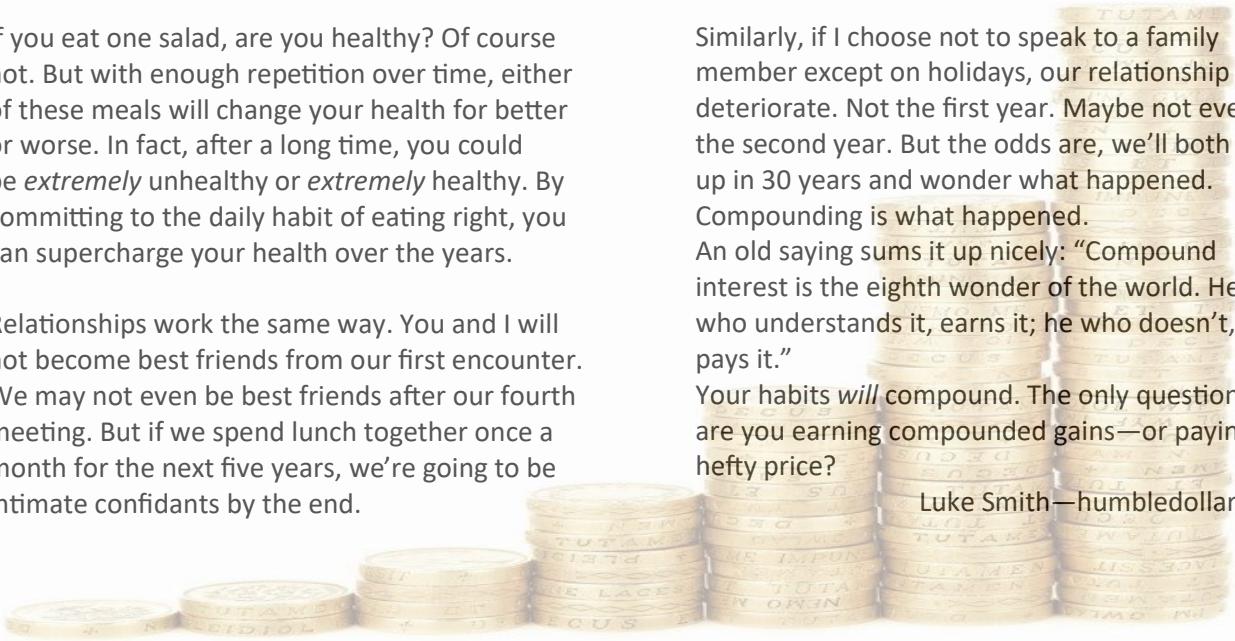 f you eat one salad, are you healthy? Of course
not. But with enough repetition over time, either
of these meals will change your health for better
or worse. In fact, after a long time, you could
be extremely unhealthy or extremely healthy. By
committing to the daily habit of eating right, you
can supercharge your health over the years.
Relationships work the same way. You and I will
not become best friends from our first encounter.
We may not even be best friends after our fourth
meeting. But if we spend lunch together once a
month for the next five years, we’re going to be
intimate confidants by the end.
Similarly, if I choose not to speak to a family
member except on holidays, our relationship
deteriorate. Not the first year. Maybe not eve
the second year. But the odds are, we’ll both
up in 30 years and wonder what happened.
Compounding is what happened.
An old saying sums it up nicely: “Compound
interest is the eighth wonder of the world. He
who understands it, earns it; he who doesn’t,
pays it.”
Your habits will compound. The only question
are you earning compounded gains—or payin
hefty price?
Luke Smith—humbledollar